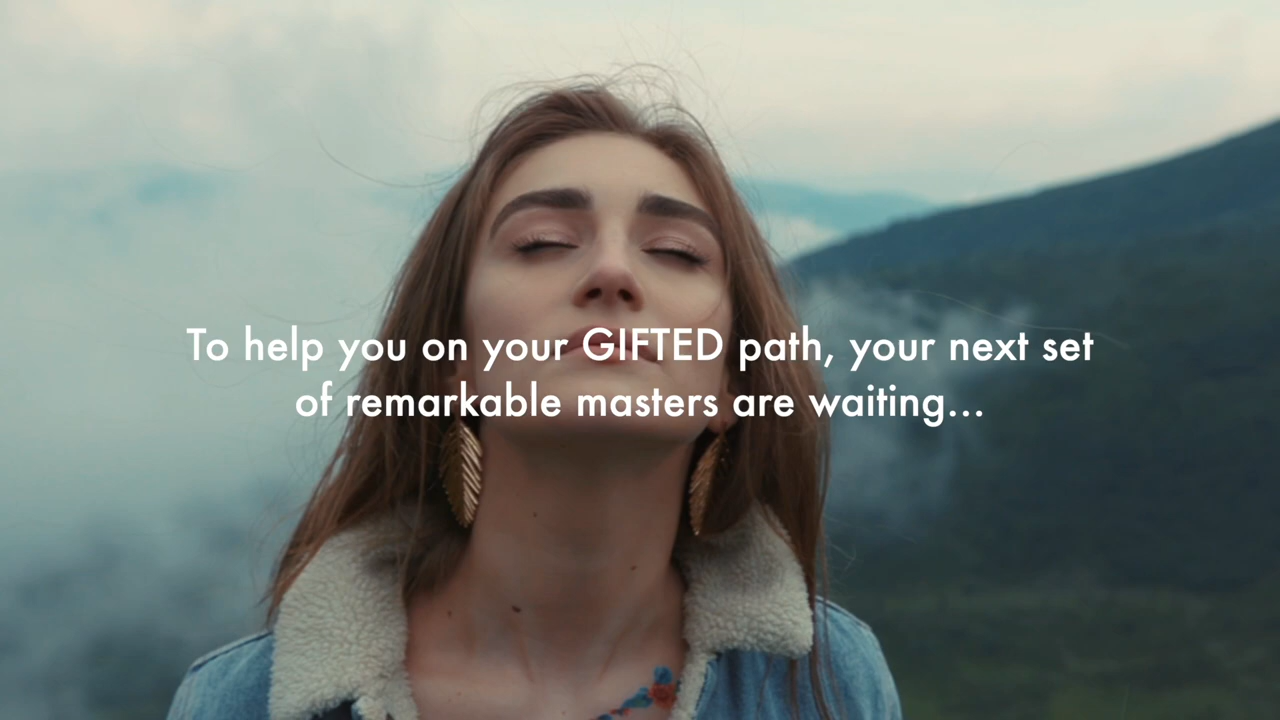 To help you on your GIFTED path, your next set
of remarkable masters are waiting...